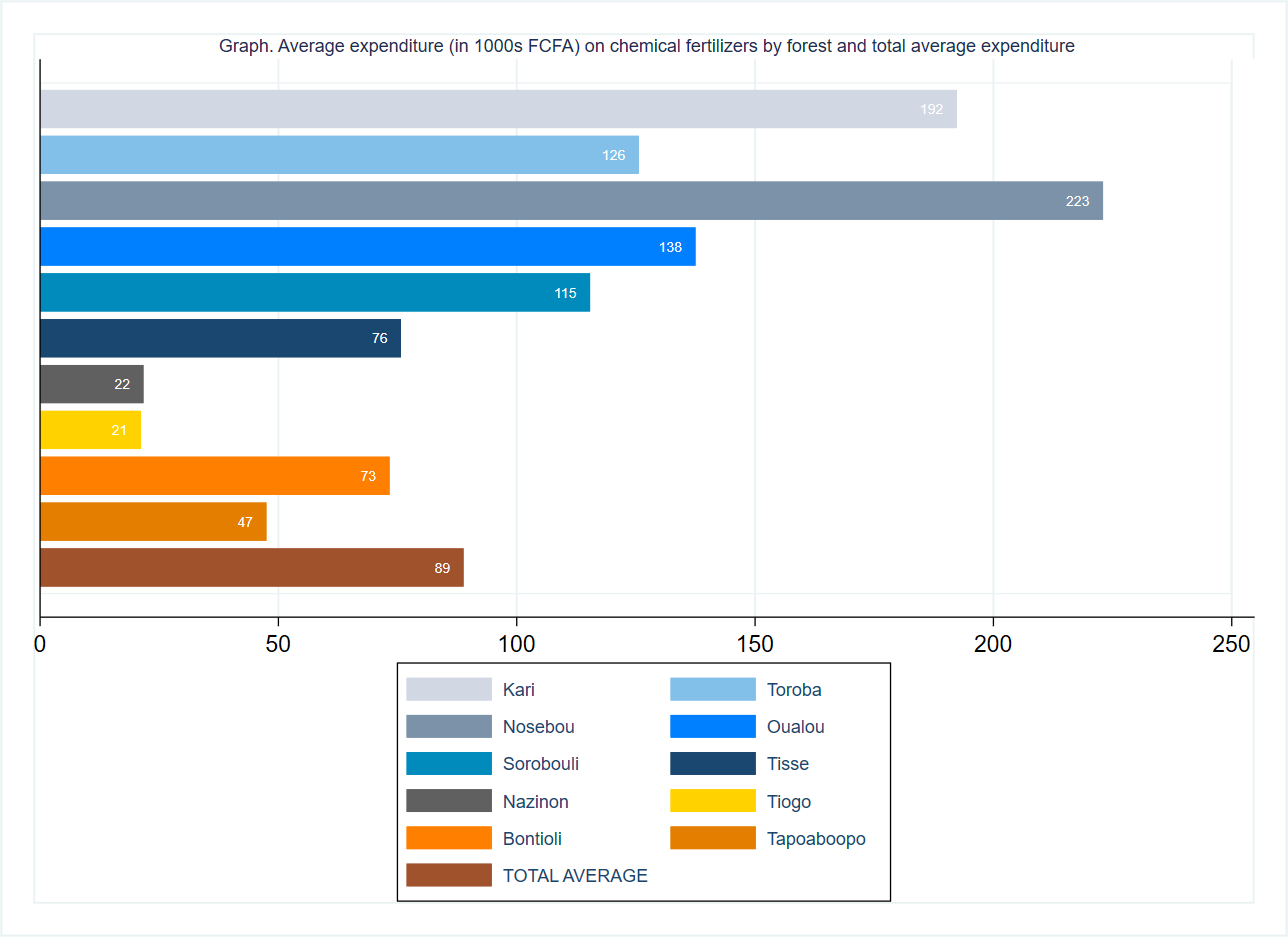 Graph. Average expenditure (in 1000s FCFA) on chemical fertilizers by forest and total average expenditure
192
126
223
138
115
76
22
21
73
47
89
0 50 100 150 200 250
Kari Toroba
Nosebou Oualou
Sorobouli Tisse
Nazinon Tiogo
Bontioli Tapoaboopo
TOTAL AVERAGE